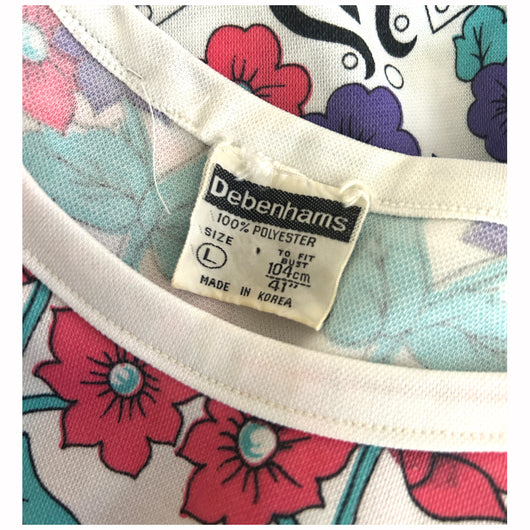 Debenhams
100% POLYESTER
SIZE
L
TO FIT
BUST
104cm
41"
MADE IN KOREA